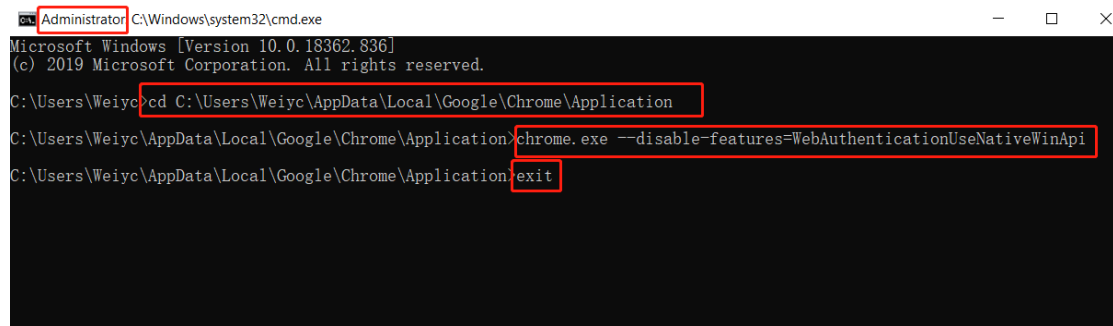 Administrator: C:\Windows\system32\cmd.exe
Microsoft Windows [Version 10.0.18362.836]
(c) 2019 Microsoft Corporation. All rights reserved.
C:\Users\Weiyc>cd C:\Users\Weiyc\AppData\Local\Google\Chrome\Application
C:\Users\Weiyc\AppData\Local\Google\Chrome\Application>chrome.exe --disable-features=WebAuthenticationUseNativeWinApi
C:\Users\Weiyc\AppData\Local\Google\Chrome\Application>exit